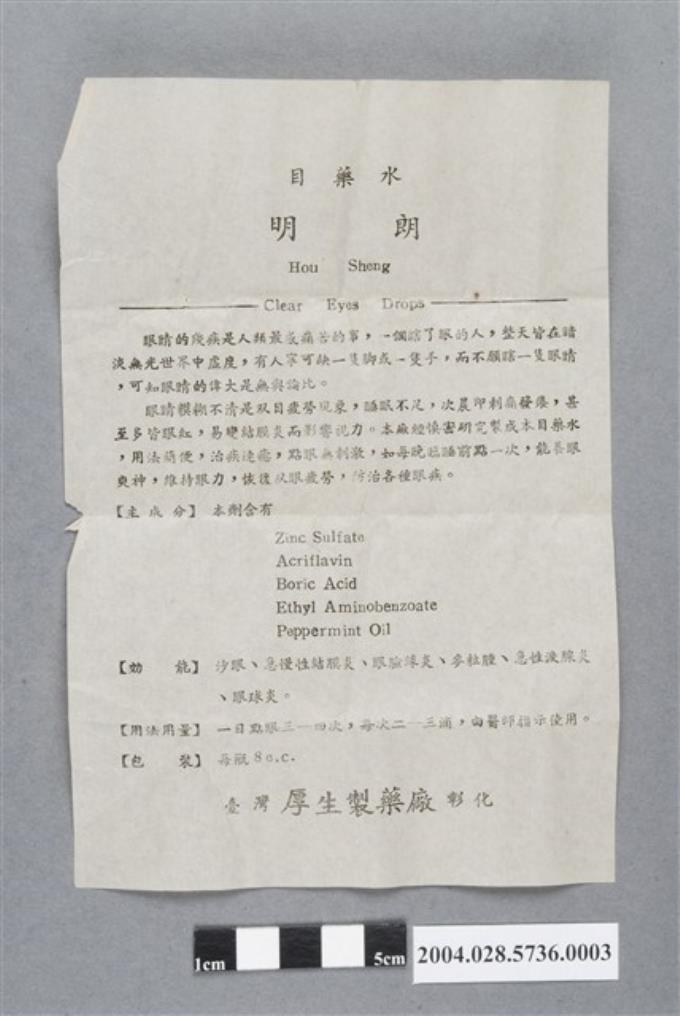 目藥水
明朗
Hou Sheng
Clear Eyes Drops
眼睛的殘疾是人類最痛苦的事，一個瞎了眼的人，整天皆在暗
淡無光世界中虛度，有人寧可缺一隻脚或一隻手，而不願瞎一隻眼睛
，可知眼睛的偉大是無與論比。
眼睛模糊不清是双目疲勞現象，睡眠不足，次晨即刺痛發癢，甚
至多皆眼紅，易變結膜炎而影響視力。本廠經慎密研究製成本目藥水
，用法簡便，治疾速癒，點眼無刺激，如每晚臨睡前點一次，能養眼
爽神，維持眼力，恢復双眼疲勞，防治各種眼疾。
【主成分】 本劑含有
Zinc Sulfate
Acriflavin
Boric Acid
Ethyl Aminobenzoate
Peppermint Oil
【効能】 沙眼、急慢性結膜炎、眼臉緣炎、麥粒腫、急性淚腺炎
、眼球炎。
【用法用量】 一日點眼三—四次，每次二—三滴，由醫師指示使用。
【包裝】 每瓶8c.c.
臺灣 厚生製藥廠 彰化
1cm 5cm
2004.028.5736.0003